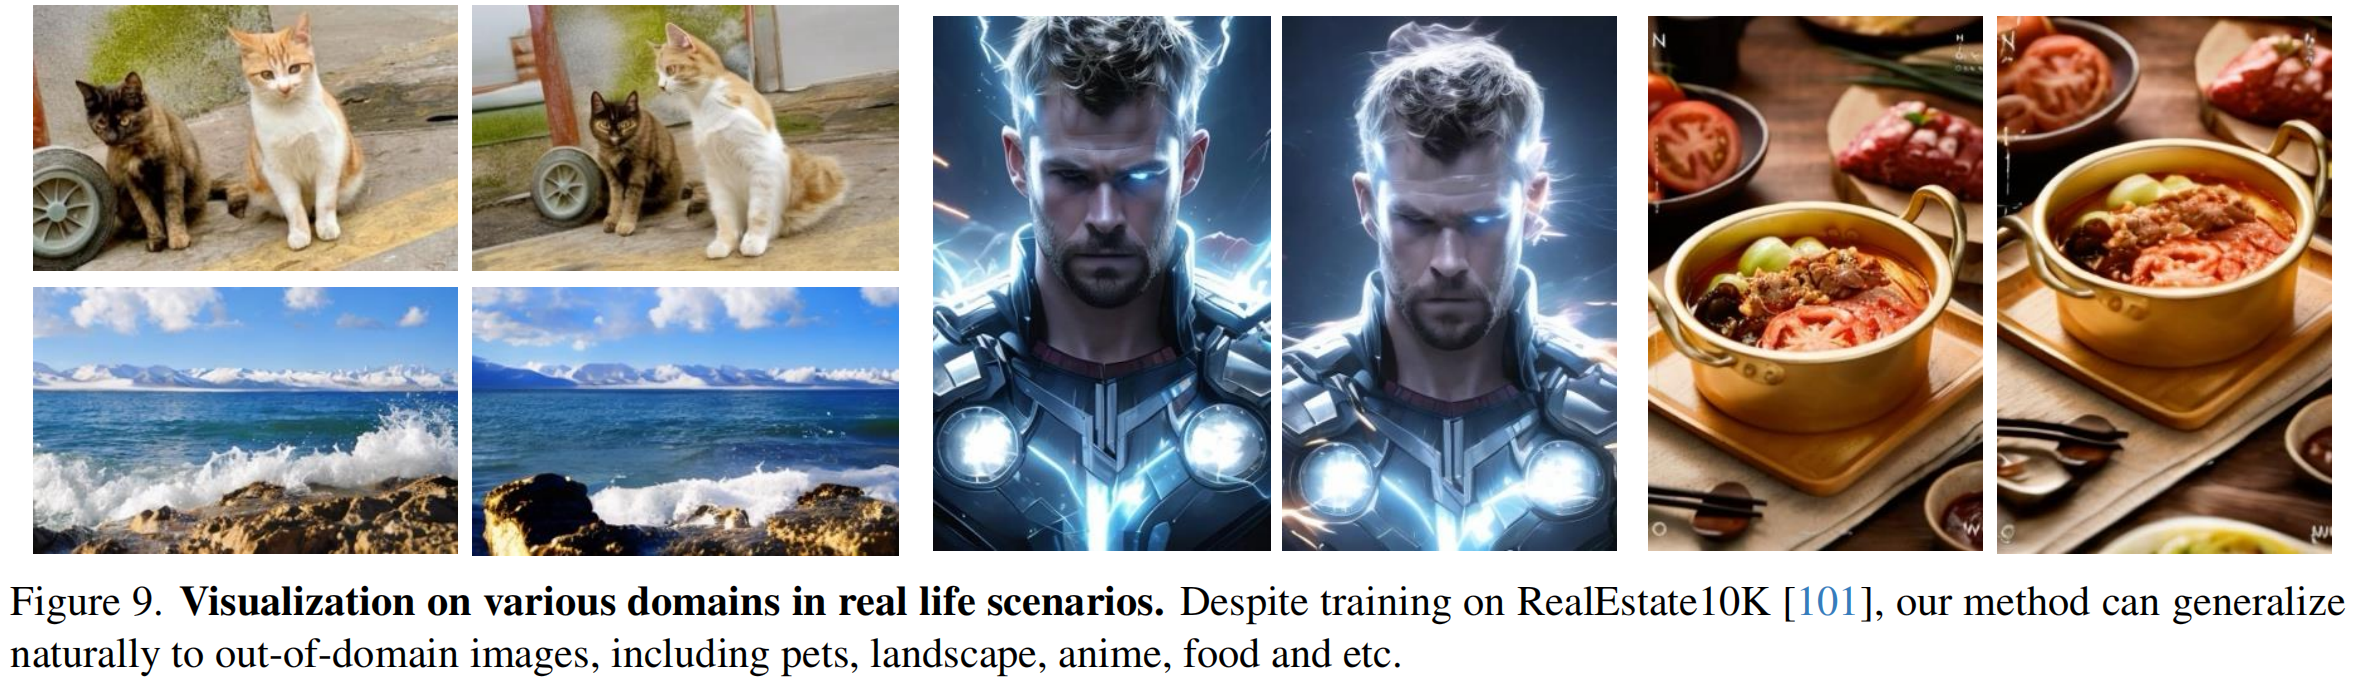 N
N
O
W
N
Figure 9. Visualization on various domains in real life scenarios. Despite training on RealEstate10K [101], our method can generalize
naturally to out-of-domain images, including pets, landscape, anime, food and etc.